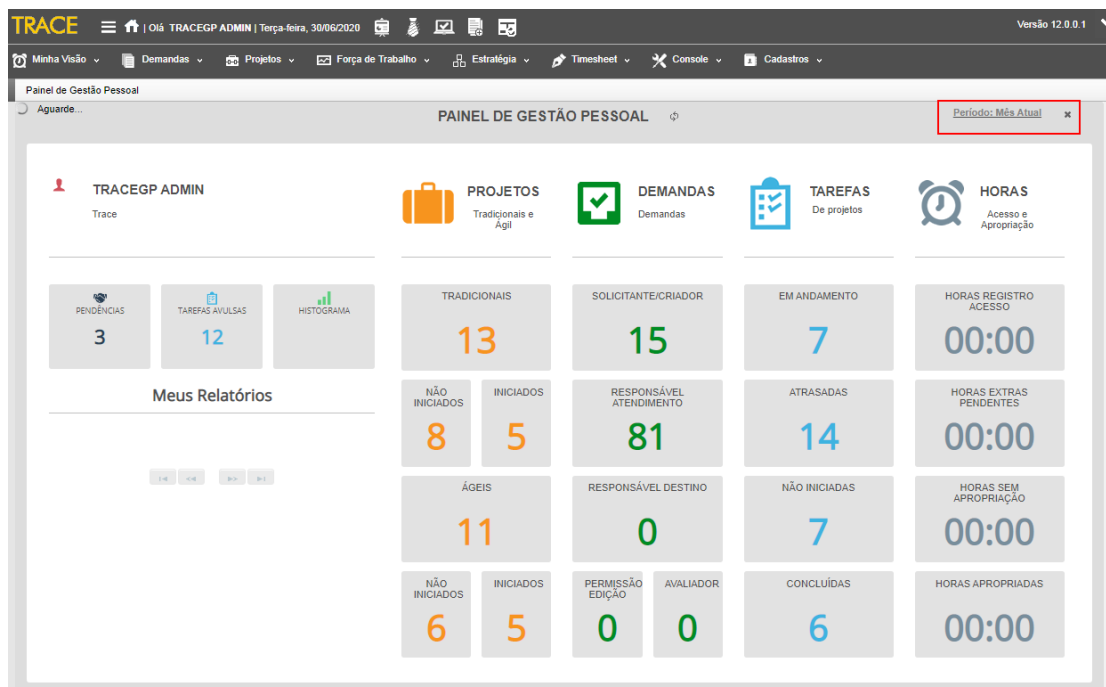 TRACE | Olá TRACEGP ADMIN | Terça-feira, 30/06/2020 Versão 12.0.0.1
Minha Visão Demandas Projetos Força de Trabalho Estratégia Timesheet Console Cadastros
Painel de Gestão Pessoal
Aguarde... PAINEL DE GESTÃO PESSOAL Período: Mês Atual
TRACEGP ADMIN
Trace
PROJETOS
Tradicionais e
Ágil
DEMANDAS
Demandas
TAREFAS
De projetos
HORAS
Acesso e
Apropriação
PENDÊNCIAS
3
TAREFAS AVULSAS
12
HISTOGRAMA
Meus Relatórios
TRADICIONAIS
13
NÃO
INICIADOS
8
INICIADOS
5
ÁGEIS
11
NÃO
INICIADOS
6
INICIADOS
5
SOLICITANTE/CRIADOR
15
RESPONSÁVEL
ATENDIMENTO
81
RESPONSÁVEL DESTINO
0
PERMISSÃO
EDIÇÃO
0
AVALIADOR
0
EM ANDAMENTO
7
ATRASADAS
14
NÃO INICIADAS
7
CONCLUÍDAS
6
HORAS REGISTRO
ACESSO
00:00
HORAS EXTRAS
PENDENTES
00:00
HORAS SEM
APROPRIAÇÃO
00:00
HORAS APROPRIADAS
00:00